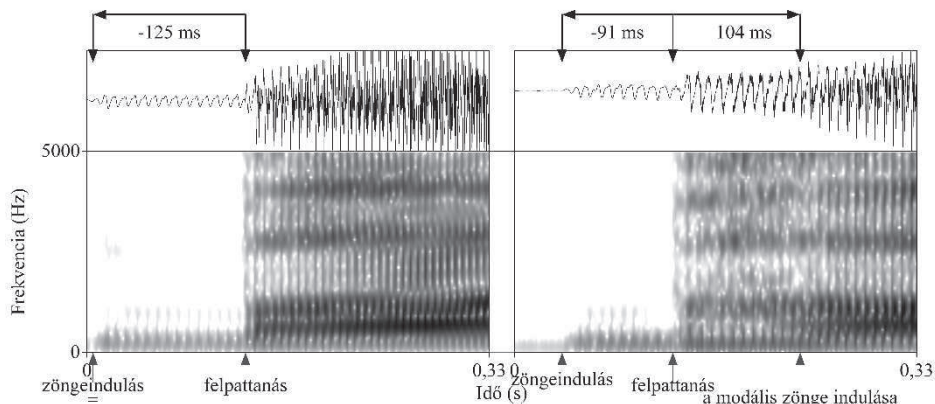 -125 ms
-91 ms 104 ms
5000
Frekvencia (Hz)
0
0 0,33 0 0,33
zöngeindulás felpattanás Idő (s) zöngeindulás felpattanás a modális zönge indulása